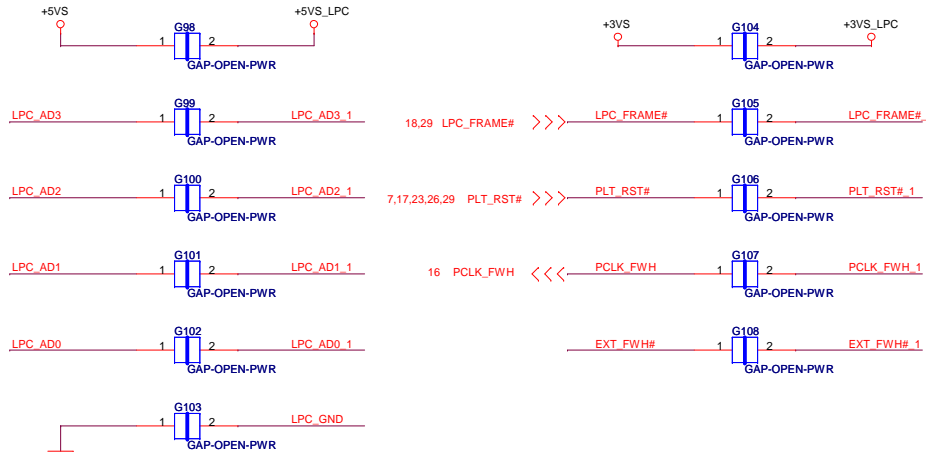 +5VS +5VS_LPC
G98
1 2
GAP-OPEN-PWR
LPC_AD3 G99 LPC_AD3_1
1 2
GAP-OPEN-PWR
LPC_AD2 G100 LPC_AD2_1
1 2
GAP-OPEN-PWR
LPC_AD1 G101 LPC_AD1_1
1 2
GAP-OPEN-PWR
LPC_AD0 G102 LPC_AD0_1
1 2
GAP-OPEN-PWR
G103 LPC_GND
1 2
GAP-OPEN-PWR
+3VS +3VS_LPC
G104
1 2
GAP-OPEN-PWR
18,29 LPC_FRAME# LPC_FRAME# G105 LPC_FRAME#_
1 2
GAP-OPEN-PWR
7,17,23,26,29 PLT_RST# PLT_RST# G106 PLT_RST#_1
1 2
GAP-OPEN-PWR
16 PCLK_FWH PCLK_FWH G107 PCLK_FWH_1
1 2
GAP-OPEN-PWR
EXT_FWH# G108 EXT_FWH#_1
1 2
GAP-OPEN-PWR